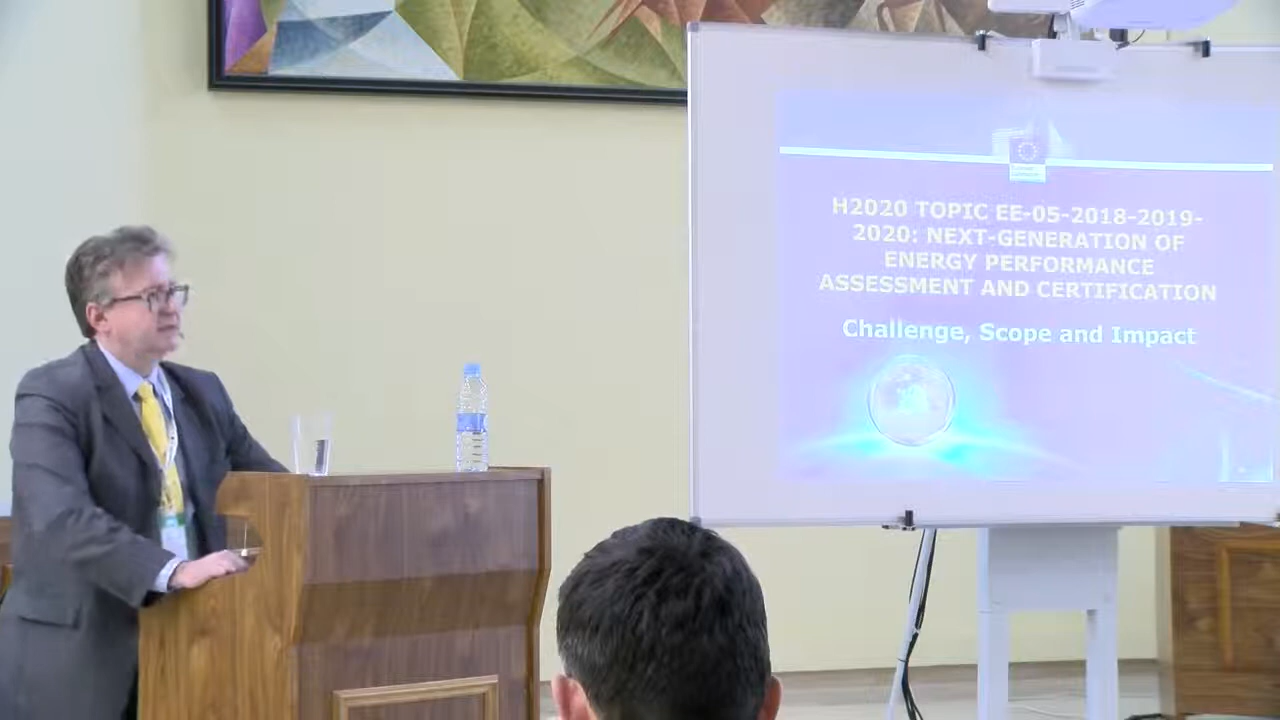 H2020 TOPIC EE-05-2018-2019-
2020: NEXT-GENERATION OF
ENERGY PERFORMANCE
ASSESSMENT AND CERTIFICATION
Challenge, Scope and Impact